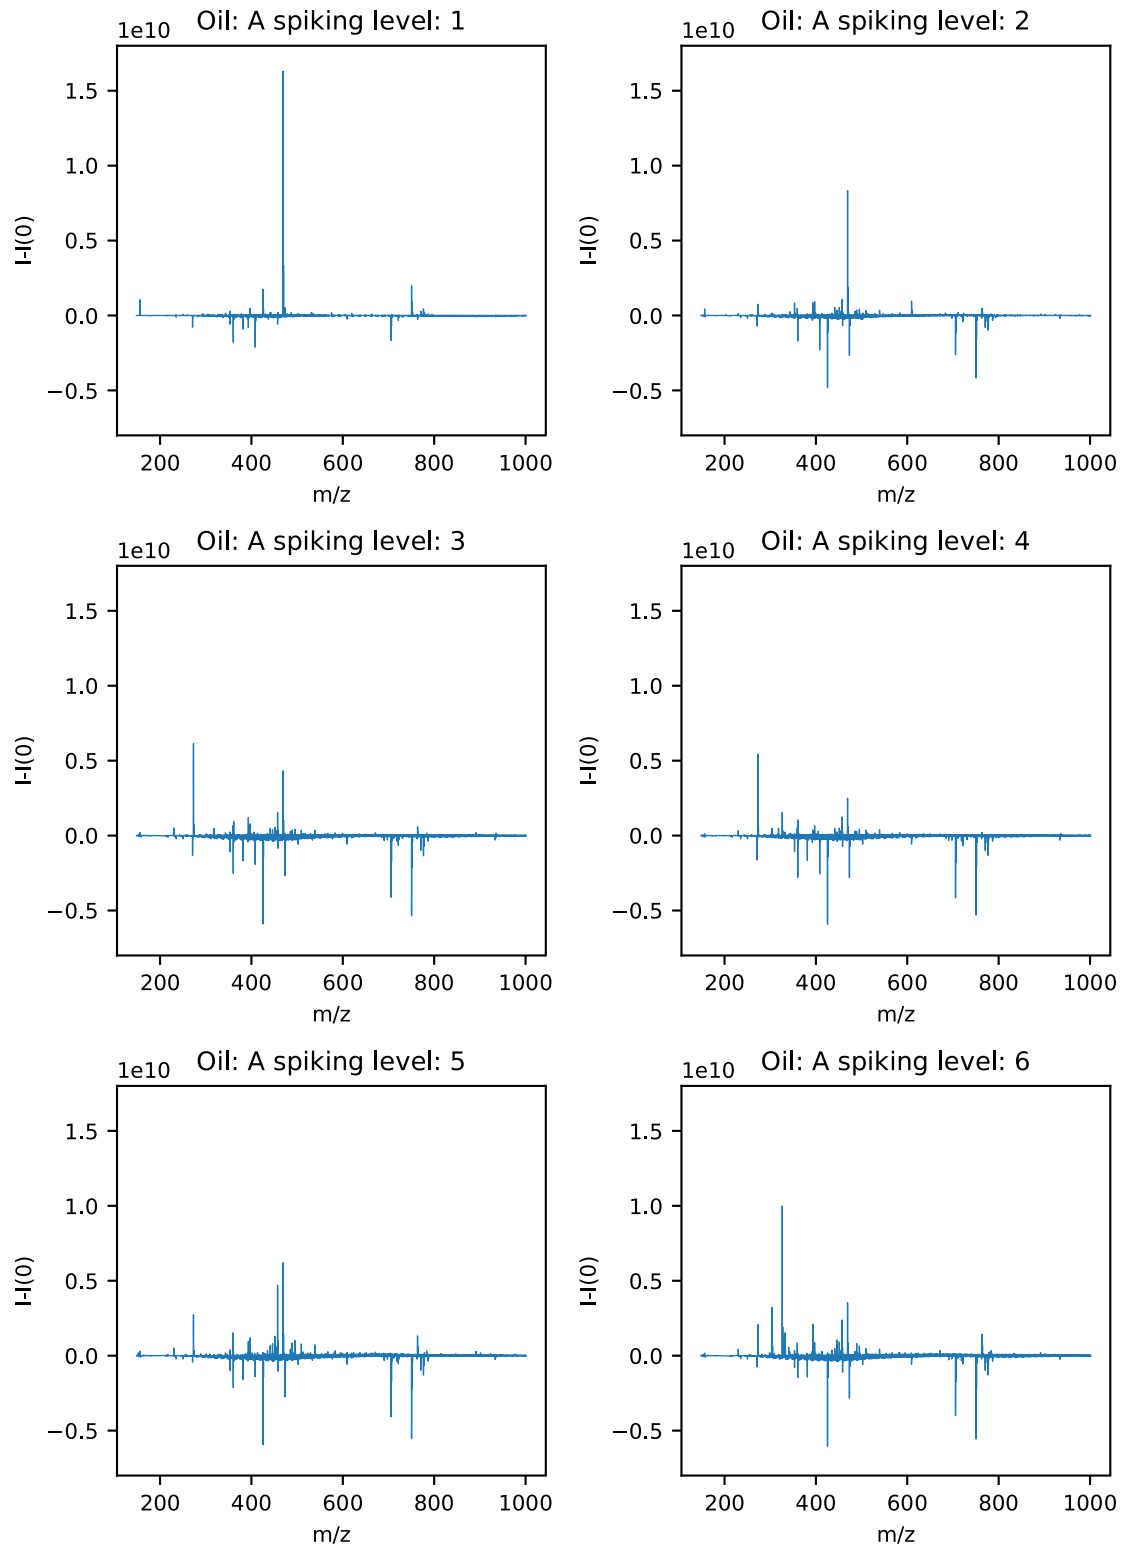 Oil: A spiking level: 1
1e10
1.5
1.0
0.5
0.0
−0.5
I-I(0)
200 400 600 800 1000
m/z
Oil: A spiking level: 2
1e10
1.5
1.0
0.5
0.0
−0.5
I-I(0)
200 400 600 800 1000
m/z
Oil: A spiking level: 3
1e10
1.5
1.0
0.5
0.0
−0.5
I-I(0)
200 400 600 800 1000
m/z
Oil: A spiking level: 4
1e10
1.5
1.0
0.5
0.0
−0.5
I-I(0)
200 400 600 800 1000
m/z
Oil: A spiking level: 5
1e10
1.5
1.0
0.5
0.0
−0.5
I-I(0)
200 400 600 800 1000
m/z
Oil: A spiking level: 6
1e10
1.5
1.0
0.5
0.0
−0.5
I-I(0)
200 400 600 800 1000
m/z